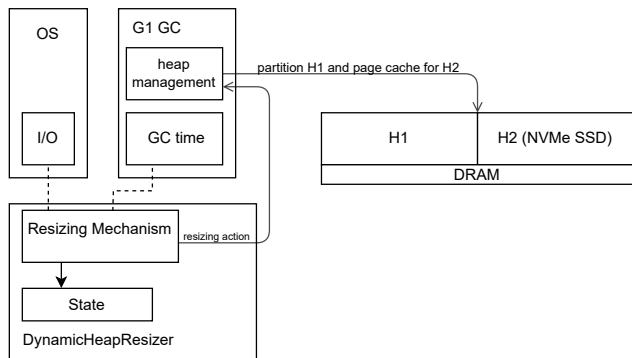 OS
G1 GC
heap
management
partition H1 and page cache for H2
I/O
GC time
H1
H2 (NVMe SSD)
DRAM
Resizing Mechanism
resizing action
State
DynamicHeapResizer